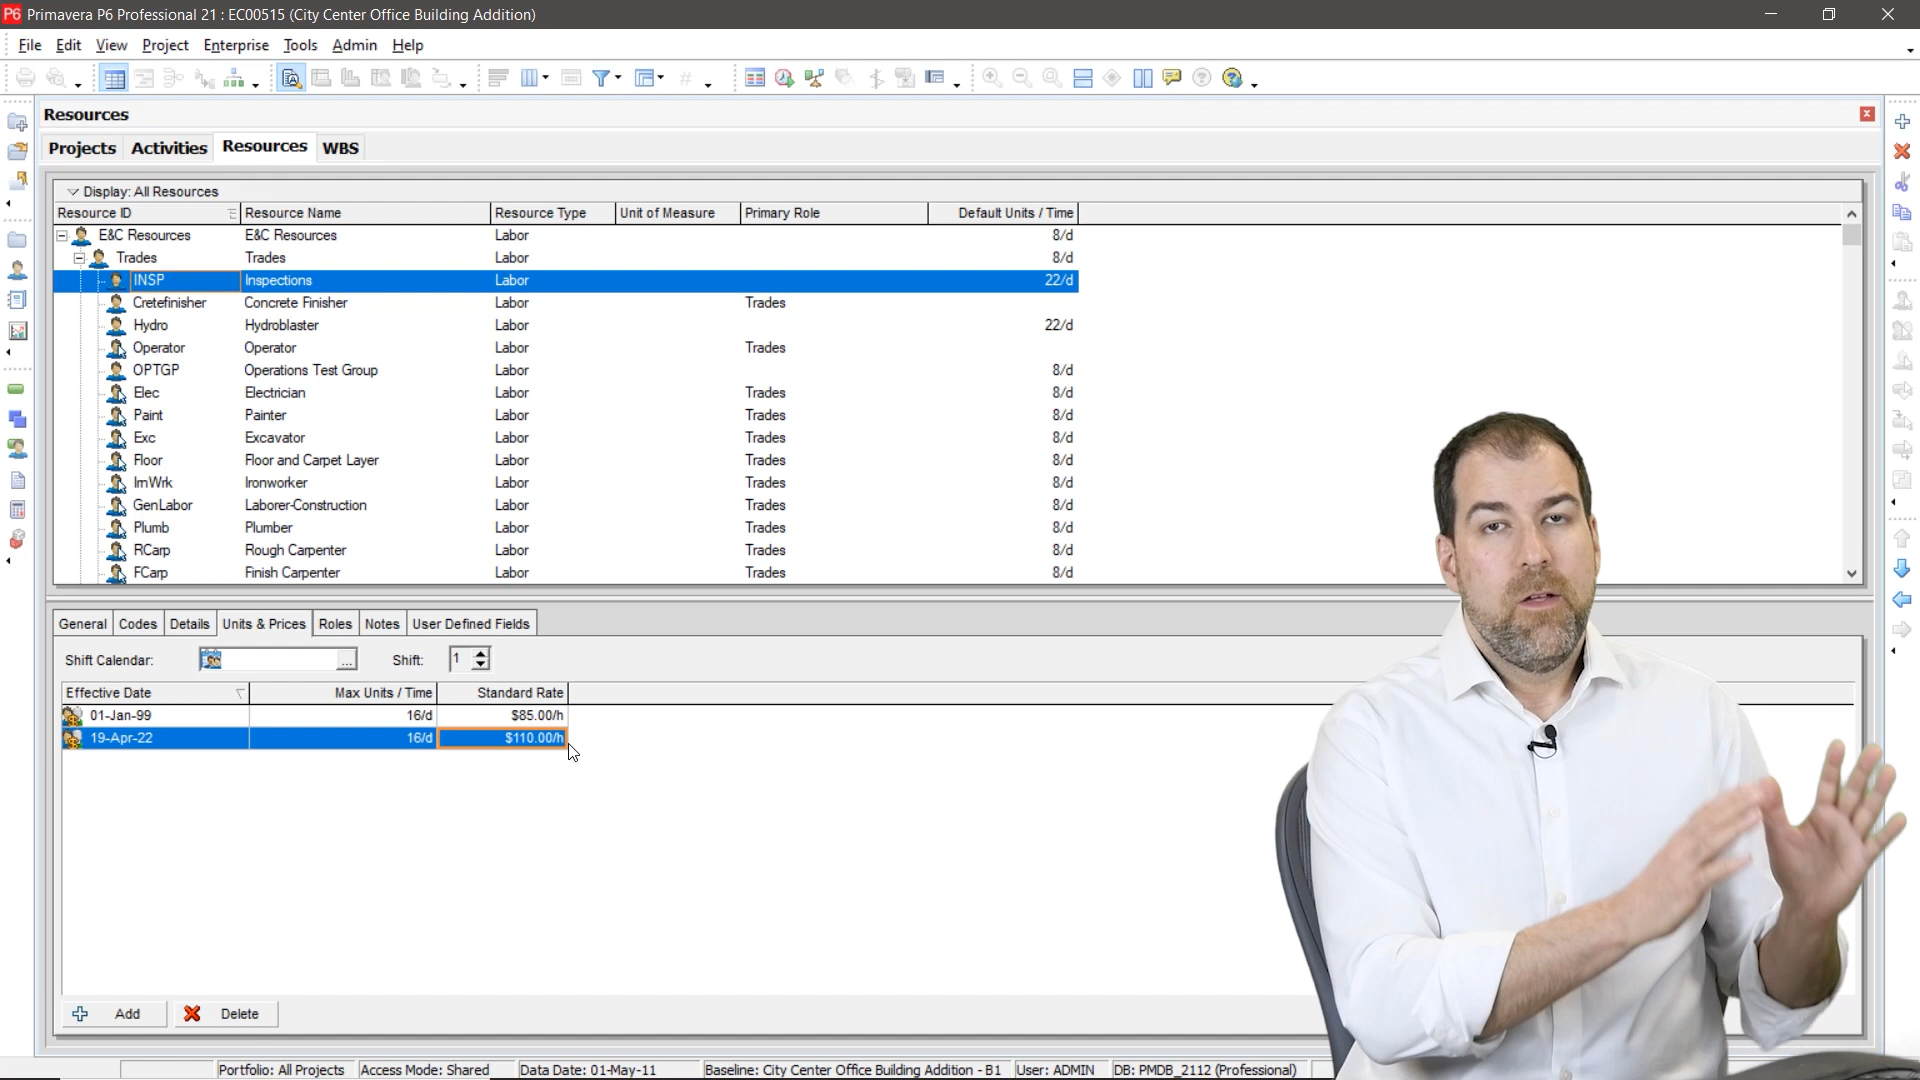 P6 Primavera P6 Professional 21 : EC00515 (City Center Office Building Addition)
File Edit View Project Enterprise Tools Admin Help
Resources
Projects Activities Resources WBS
Display: All Resources
Resource ID Resource Name Resource Type Unit of Measure Primary Role Default Units / Time
E&C Resources E&C Resources Labor 8/d
Trades Trades Labor 8/d
INSP Inspections Labor 22/d
Cretefinisher Concrete Finisher Labor Trades
Hydro Hydroblaster Labor 22/d
Operator Operator Labor Trades
OPTGP Operations Test Group Labor 8/d
Elec Electrician Labor Trades 8/d
Paint Painter Labor Trades 8/d
Exc Excavator Labor Trades 8/d
Floor Floor and Carpet Layer Labor Trades 8/d
IrnWrk Ironworker Labor Trades 8/d
GenLabor Laborer-Construction Labor Trades 8/d
Plumb Plumber Labor Trades 8/d
RCarp Rough Carpenter Labor Trades 8/d
FCarp Finish Carpenter Labor Trades 8/d
General Codes Details Units & Prices Roles Notes User Defined Fields
Shift Calendar: ... Shift: 1
Effective Date Max Units / Time Standard Rate
01-Jan-99 16/d $85.00/h
19-Apr-22 16/d $110.00/h
Add Delete
Portfolio: All Projects Access Mode: Shared Data Date: 01-May-11 Baseline: City Center Office Building Addition - B1 User: ADMIN DB: PMDB_2112 (Professional)